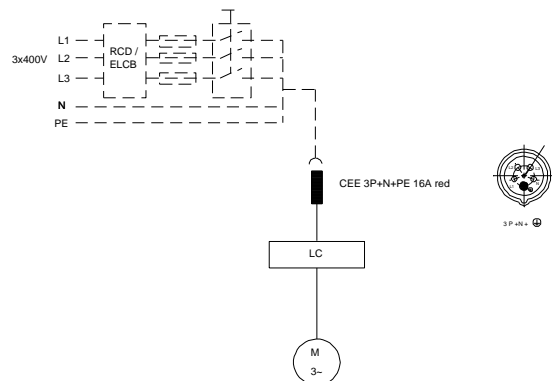 L1
3x400V
L2
L3
N
PE
RCD /
ELCB
CEE 3P+N+PE 16A red
3 P +N +
LC
M
3~